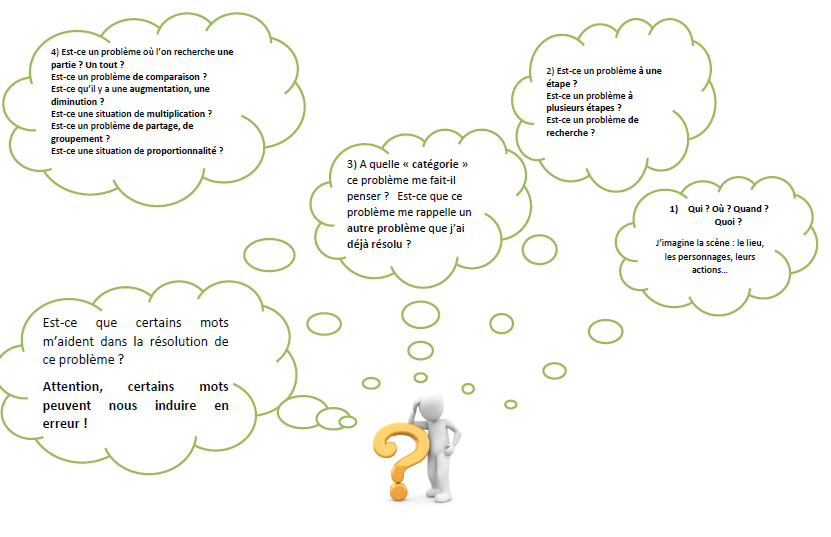 4) Est-ce un problème où l'on recherche une
partie ? Un tout ?
Est-ce un problème de comparaison ?
Est-ce qu'il y a une augmentation, une
diminution ?
Est-ce une situation de multiplication ?
Est-ce un problème de partage, de
groupement ?
Est-ce une situation de proportionnalité ?
2) Est-ce un problème à une
étape ?
Est-ce un problème à
plusieurs étapes ?
Est-ce un problème de
recherche ?
3) A quelle « catégorie »
ce problème me fait-il
penser ? Est-ce que ce
problème me rappelle un
autre problème que j'ai
déjà résolu ?
1) Qui ? Où ? Quand ?
Quoi ?
J'imagine la scène : le lieu,
les personnages, leurs
actions...
Est-ce que certains mots
m'aident dans la résolution de
ce problème ?
Attention, certains mots
peuvent nous induire en
erreur !